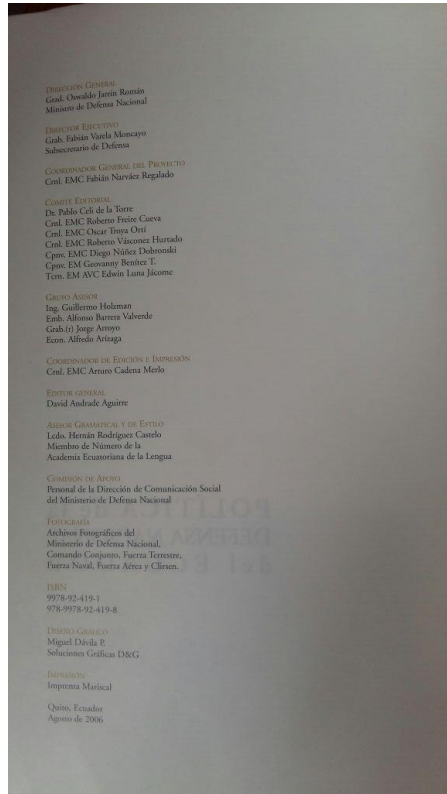 DIRECCIÓN GENERAL
Grad. Oswaldo Jarrín Román
Ministro de Defensa Nacional
DIRECTOR EJECUTIVO
Grab. Fabián Varela Moncayo
Subsecretario de Defensa
COORDINADOR GENERAL DEL PROYECTO
Crnl. EMC Fabián Narváez Regalado
COMITÉ EDITORIAL
Dr. Pablo Celi de la Torre
Crnl. EMC Roberto Freire Cueva
Crnl. EMC Oscar Troya Ortí
Crnl. EMC Roberto Vásconez Hurtado
Cpnv. EMC Diego Núñez Dobronski
Cpnv. EM Geovanny Benítez T.
Tcrn. EM AVC Edwin Luna Jácome
GRUPO ASESOR
Ing. Guillermo Holzman
Emb. Alfonso Barrera Valverde
Grab.(r) Jorge Arroyo
Econ. Alfredo Arízaga
COORDINADOR DE EDICIÓN E IMPRESIÓN
Crnl. EMC Arturo Cadena Merlo
EDITOR GENERAL
David Andrade Aguirre
ASESOR GRAMATICAL Y DE ESTILO
Lcdo. Hernán Rodríguez Castelo
Miembro de Número de la
Academia Ecuatoriana de la Lengua
COMISIÓN DE APOYO
Personal de la Dirección de Comunicación Social
del Ministerio de Defensa Nacional
FOTOGRAFÍA
Archivos Fotográficos del
Ministerio de Defensa Nacional,
Comando Conjunto, Fuerza Terrestre,
Fuerza Naval, Fuerza Aérea y Clirsen.
ISBN
9978-92-419-1
978-9978-92-419-8
DISEÑO GRÁFICO
Miguel Dávila P.
Soluciones Gráficas D&G
IMPRESIÓN
Imprenta Mariscal
Quito, Ecuador
Agosto de 2006